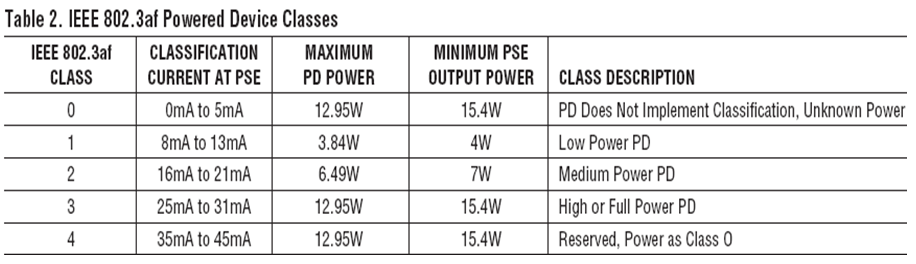 Table 2. IEEE 802.3af Powered Device Classes
IEEE 802.3af CLASSIFICATION MAXIMUM MINIMUM PSE
CLASS CURRENT AT PSE PD POWER OUTPUT POWER CLASS DESCRIPTION
0 0mA to 5mA 12.95W 15.4W PD Does Not Implement Classification, Unknown Power
1 8mA to 13mA 3.84W 4W Low Power PD
2 16mA to 21mA 6.49W 7W Medium Power PD
3 25mA to 31mA 12.95W 15.4W High or Full Power PD
4 35mA to 45mA 12.95W 15.4W Reserved, Power as Class 0